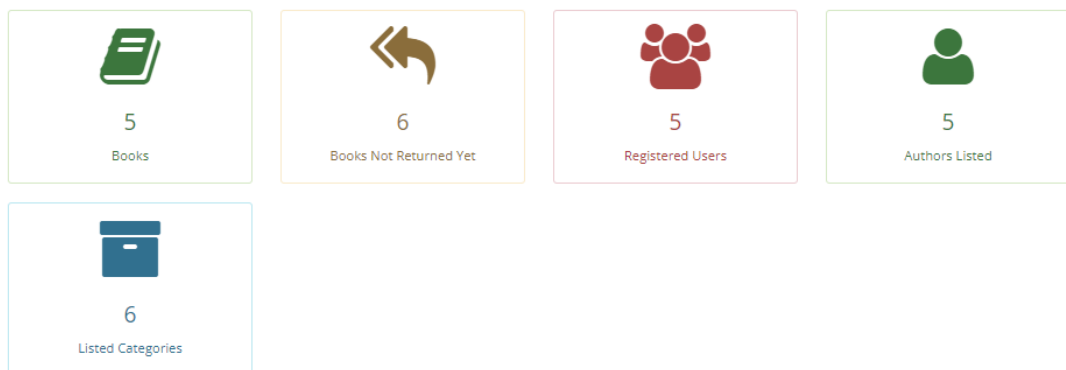 5
Books
6
Books Not Returned Yet
5
Registered Users
5
Authors Listed
6
Listed Categories